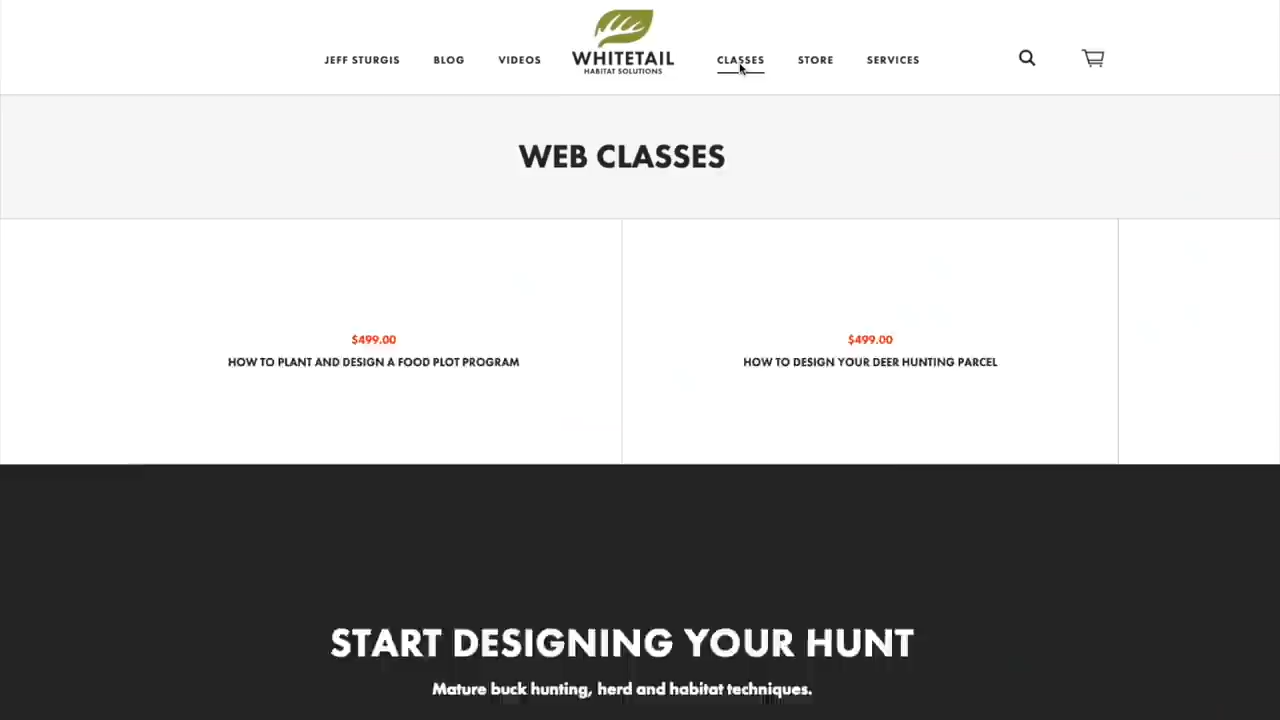 JEFF STURGIS BLOG VIDEOS WHITETAIL HABITAT SOLUTIONS CLASSES STORE SERVICES
WEB CLASSES
$499.00
HOW TO PLANT AND DESIGN A FOOD PLOT PROGRAM
$499.00
HOW TO DESIGN YOUR DEER HUNTING PARCEL
START DESIGNING YOUR HUNT
Mature buck hunting, herd and habitat techniques.